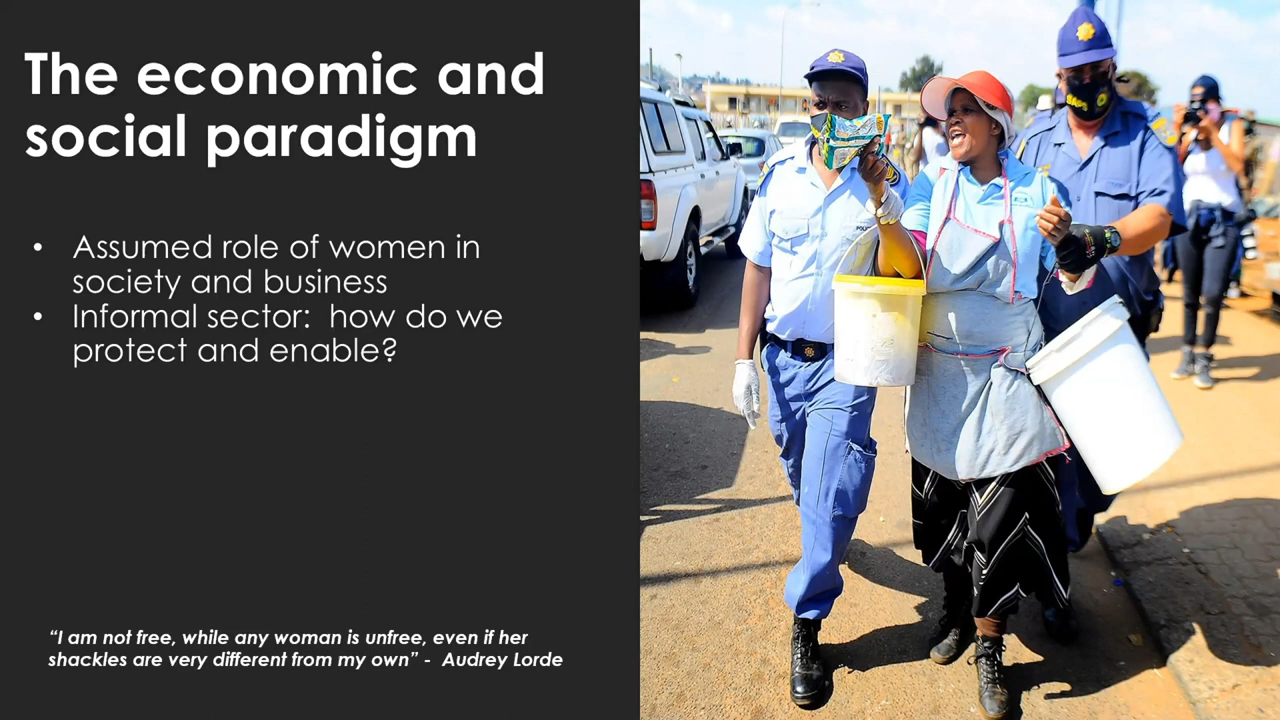 The economic and
social paradigm
• Assumed role of women in
society and business
• Informal sector: how do we
protect and enable?
“I am not free, while any woman is unfree, even if her
shackles are very different from my own” - Audrey Lorde
SAPS